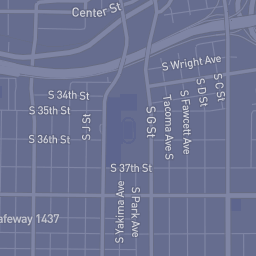 Center St
S Wright Ave
S 34th St
S 35th St
S J St
S 36th St
S G St
Tacoma Ave S
S Fawcett Ave
S D St
S C St
S 37th St
S Yakima Ave
S Park Ave
afeway 1437